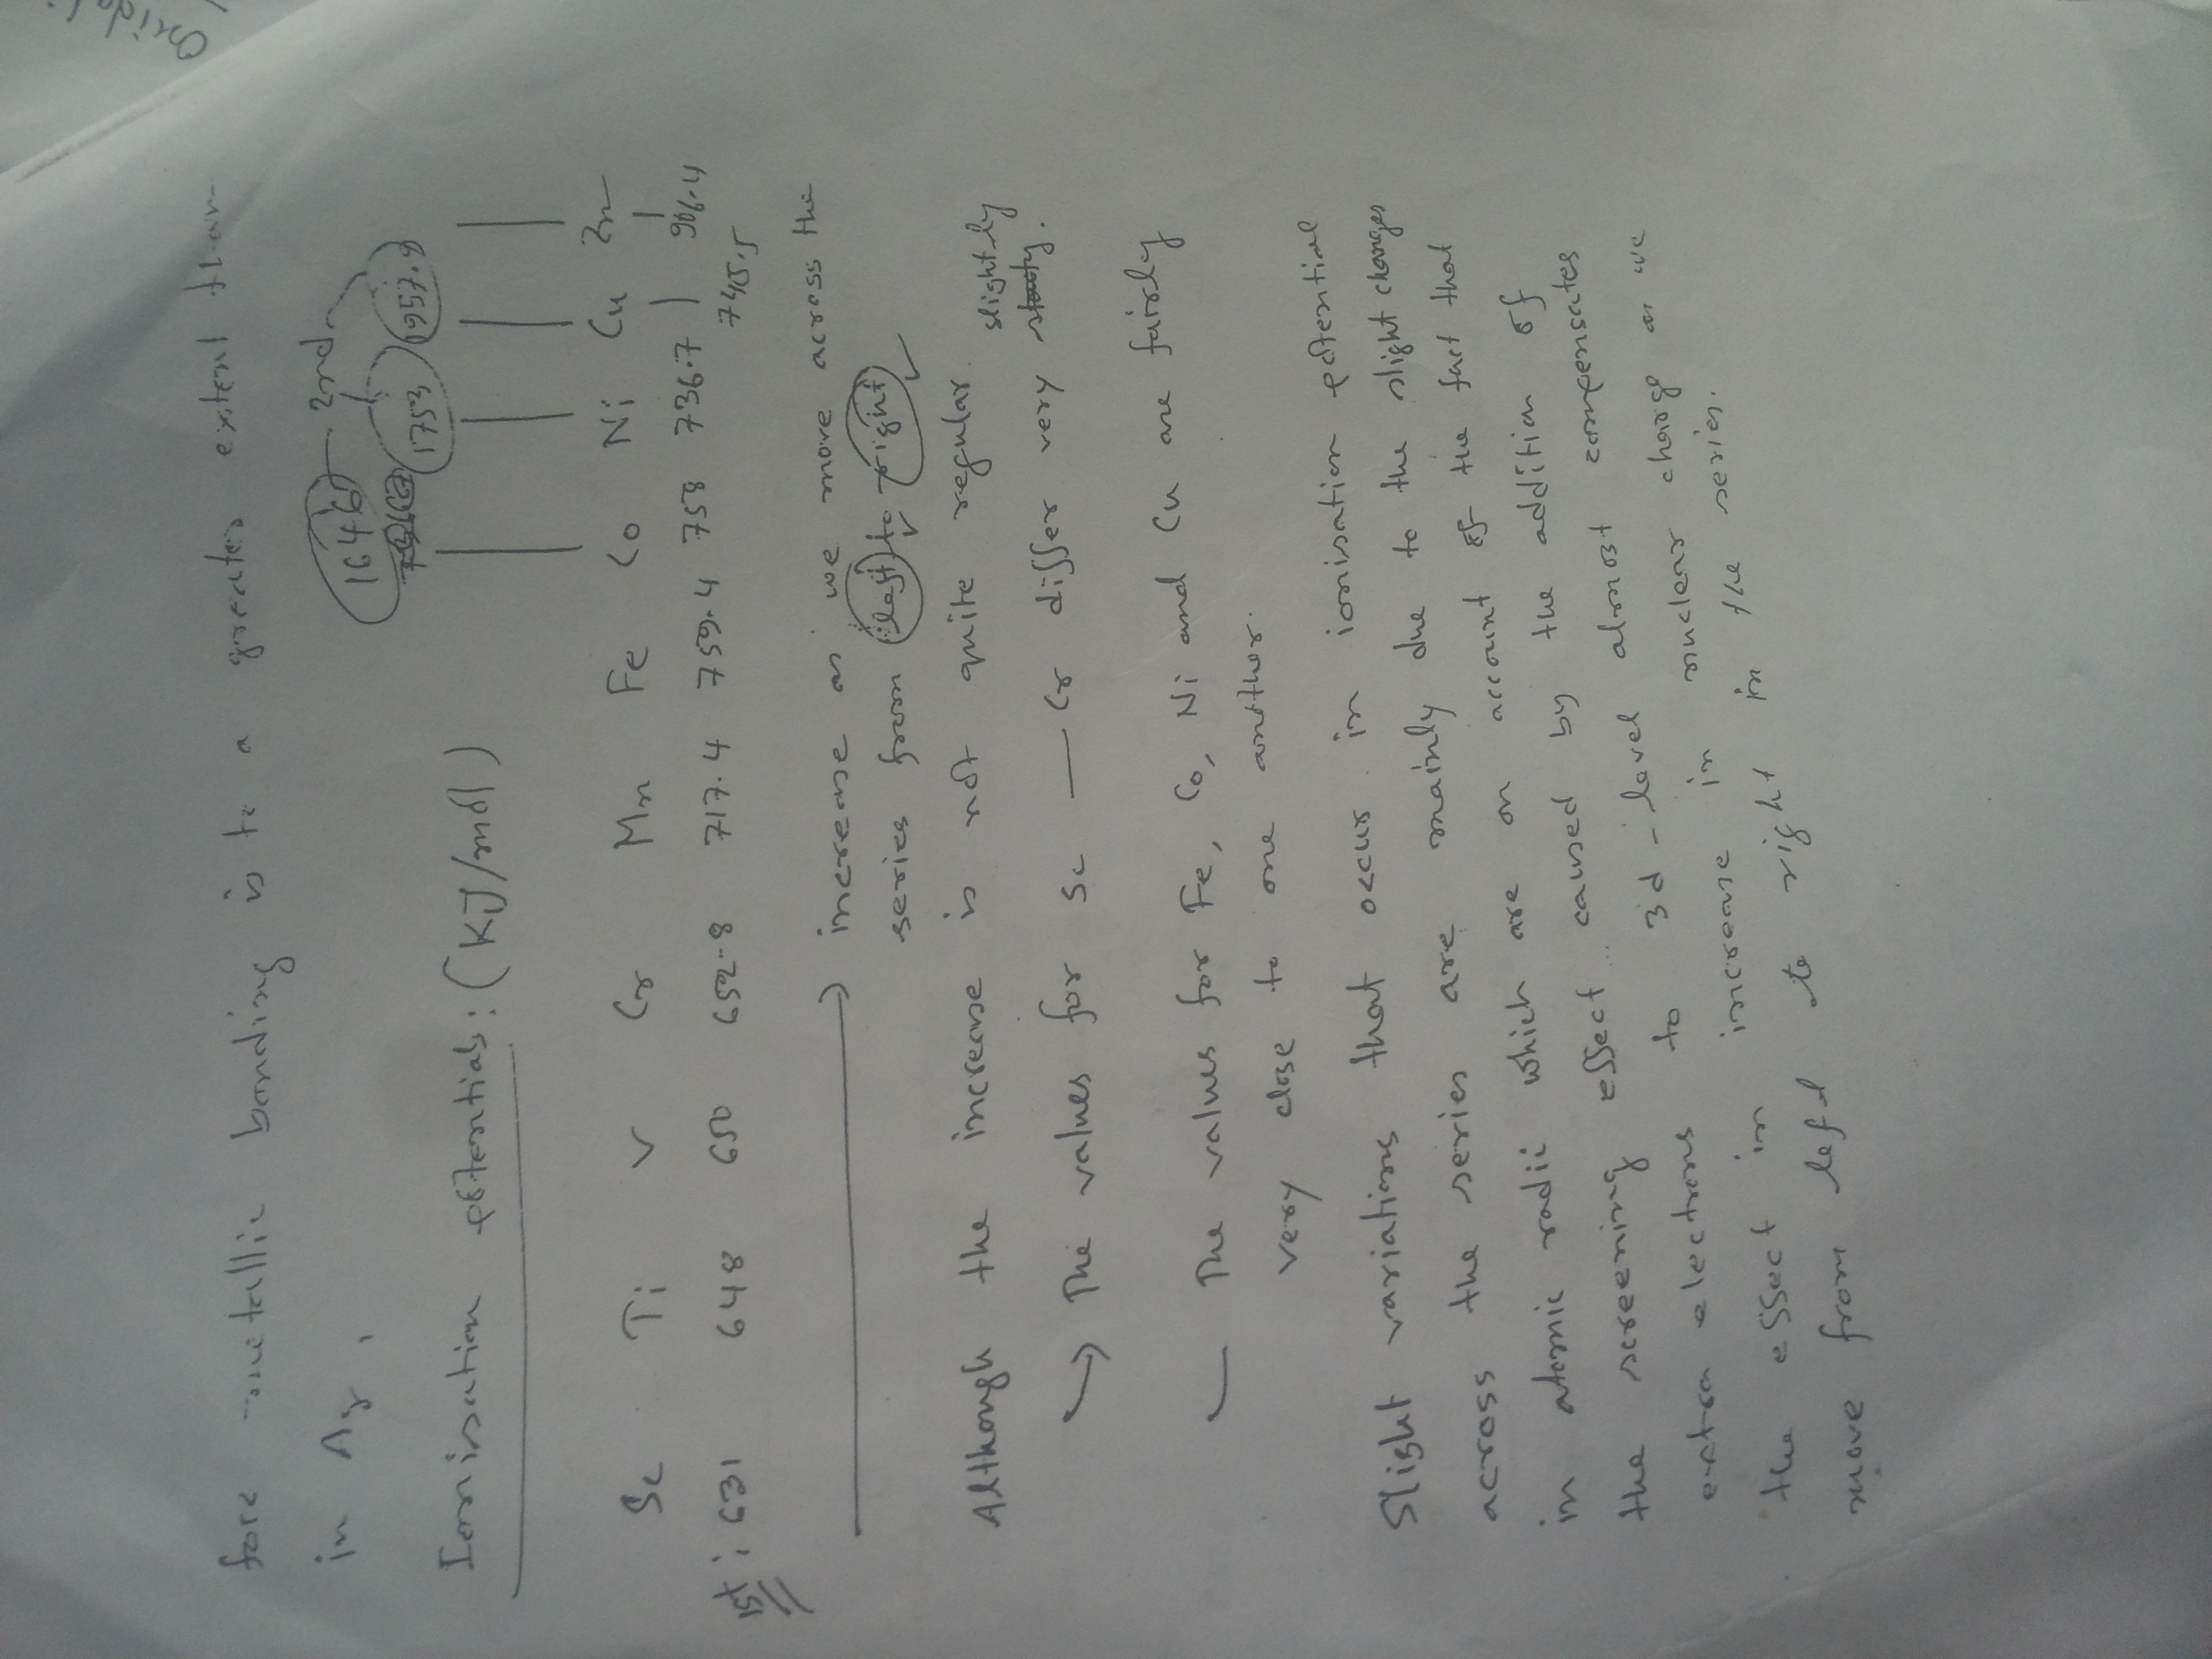 Oxida
fore metallic bonding is to a greater extent than
in Ag,
2nd
1646
1753 1957.9
Ionisation potentials: (KJ/mol)
Sc Ti V Cr Mn Fe Co Ni Cu Zn
1st: 631 648 650 652.8 717.4 759.4 758 736.7 745.5 906.4
increase as we move across the
series from left to right
Although the increase is not quite regular.
slightly
The values for Sc — Cr differ very
The values for Fe, Co, Ni and Cu are fairly
very close to one another.
Slight variations that occur in ionisation potential
across the series are mainly due to the slight changes
in atomic radii which are on account of the fact that
the screening effect caused by the addition of
extra electrons to 3d-level almost compensates
the effect in increase in nuclear charge as we
move from left to right in the series.